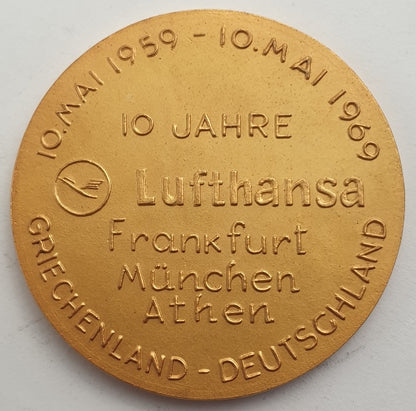 10. MAI 1959 - 10. MAI 1969
10 JAHRE
Lufthansa
Frankfurt
München
Athen
GRIECHENLAND - DEUTSCHLAND